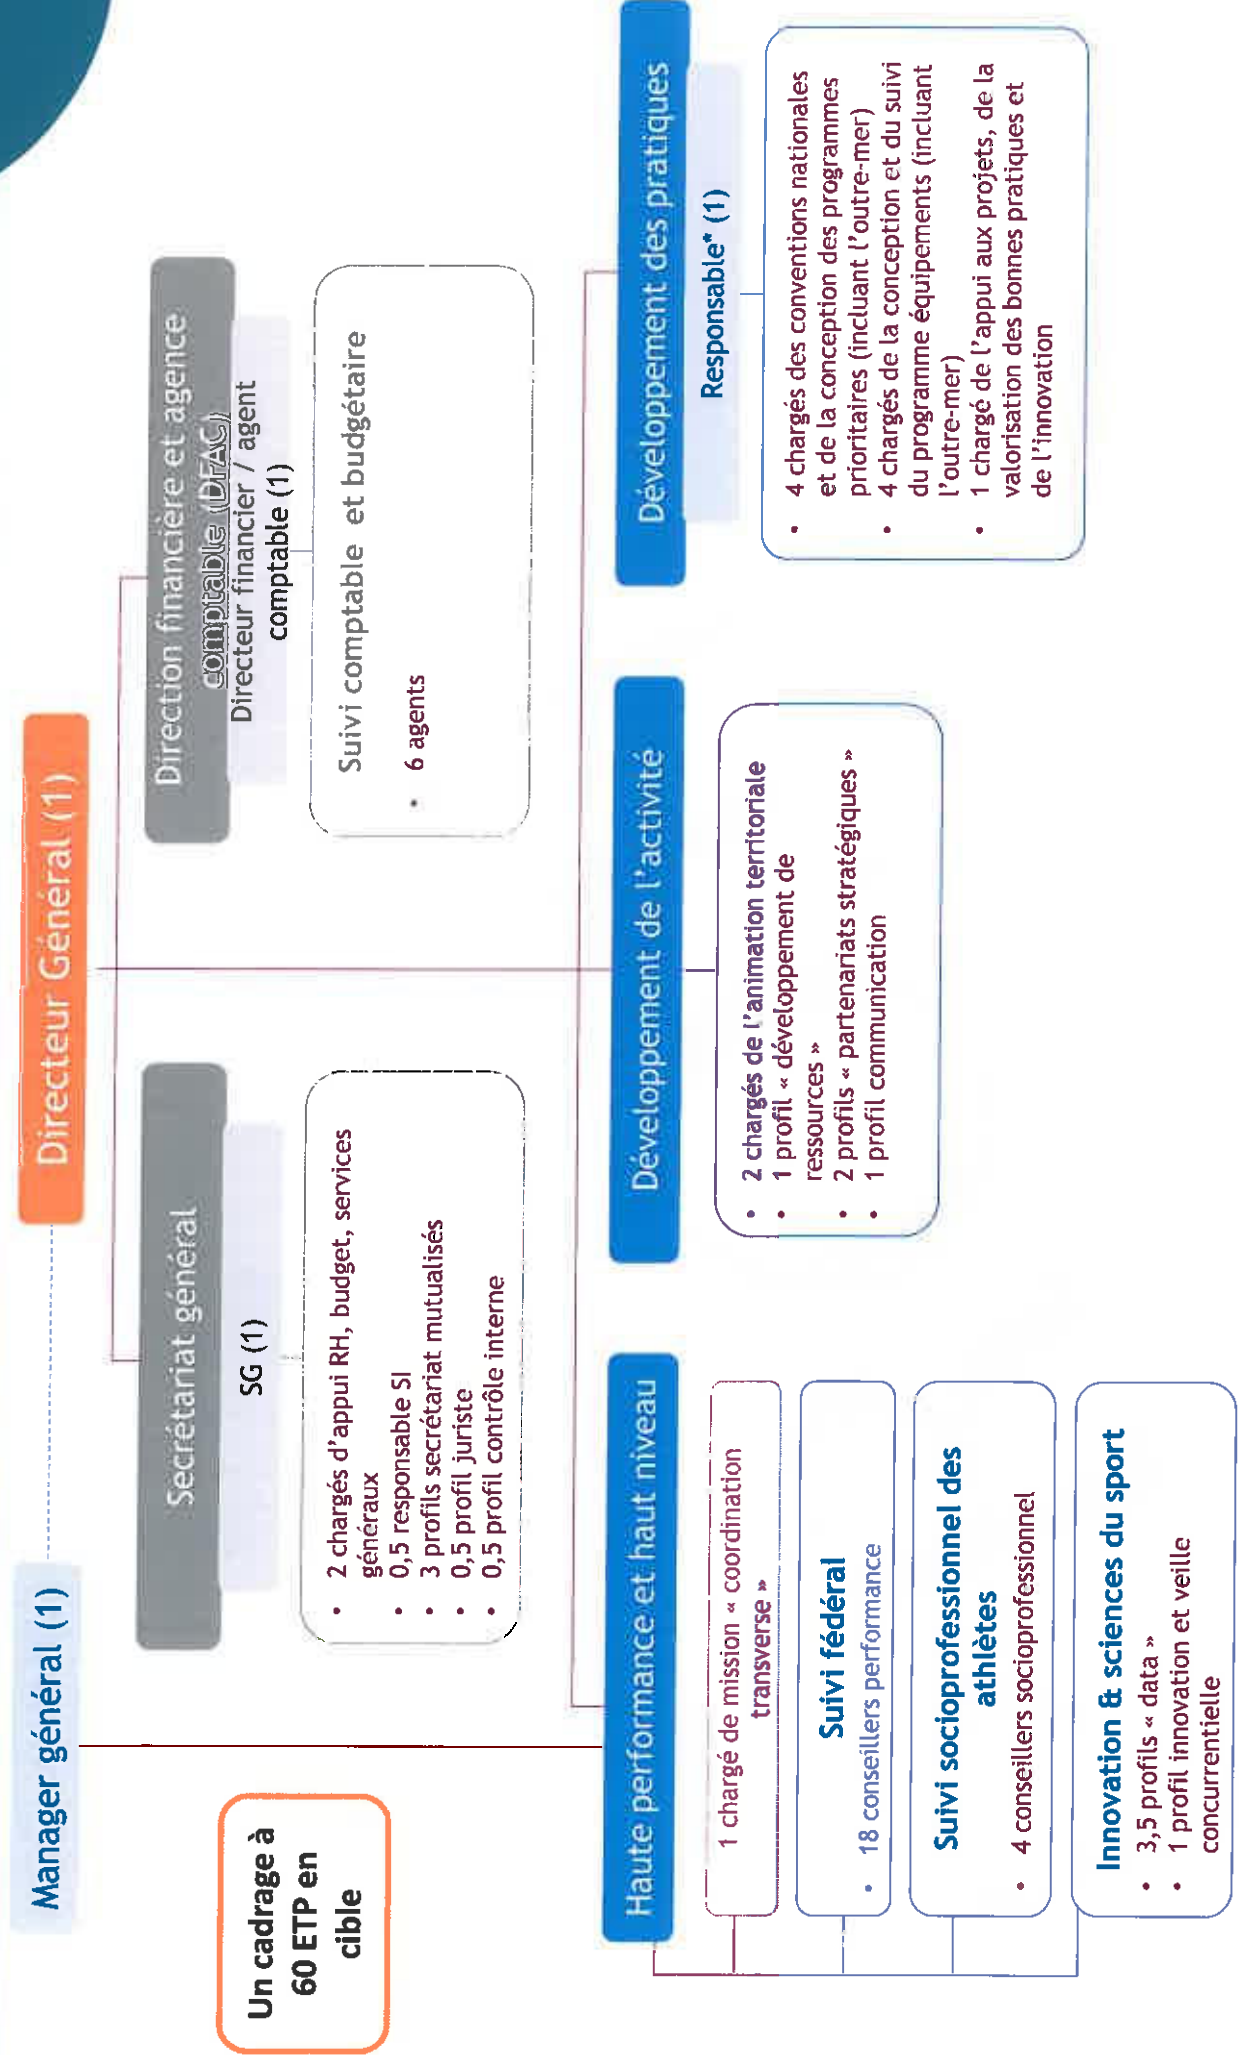 Manager général (1)
Directeur Général (1)
Un cadrage à
60 ETP en
cible
Secrétariat général
SG (1)
• 2 chargés d'appui RH, budget, services
généraux
• 0,5 responsable SI
• 3 profils secrétariat mutualisés
• 0,5 profil juriste
• 0,5 profil contrôle interne
Direction financière et agence
comptable (DFAC)
Directeur financier / agent
comptable (1)
Suivi comptable et budgétaire
• 6 agents
Haute performance et haut niveau
1 chargé de mission « coordination
transverse »
Suivi fédéral
• 18 conseillers performance
Suivi socioprofessionnel des
athlètes
• 4 conseillers socioprofessionnel
Innovation & sciences du sport
• 3,5 profils « data »
• 1 profil innovation et veille
concurrentielle
Développement de l'activité
• 2 chargés de l'animation territoriale
• 1 profil « développement de
ressources »
• 2 profils « partenariats stratégiques »
• 1 profil communication
Développement des pratiques
Responsable* (1)
• 4 chargés des conventions nationales
et de la conception des programmes
prioritaires (incluant l'outre-mer)
• 4 chargés de la conception et du suivi
du programme équipements (incluant
l'outre-mer)
• 1 chargé de l'appui aux projets, de la
valorisation des bonnes pratiques et
de l'innovation